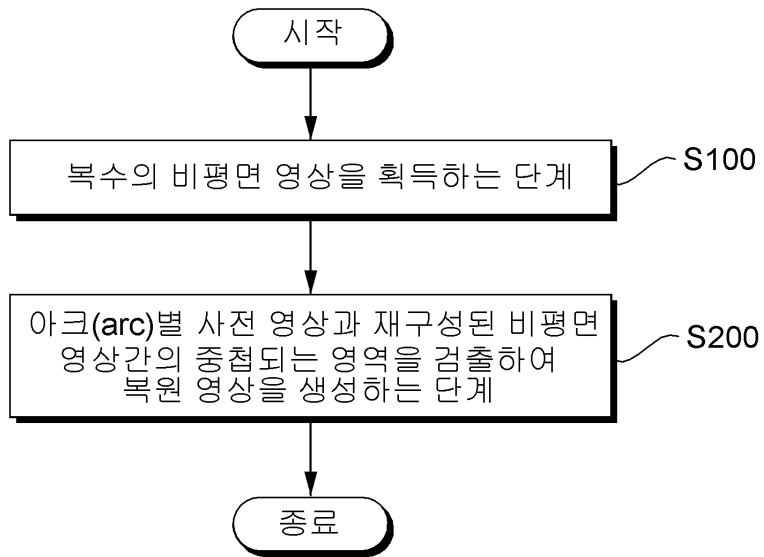 시작
복수의 비평면 영상을 획득하는 단계
S100
아크(arc)별 사전 영상과 재구성된 비평면
영상간의 중첩되는 영역을 검출하여
복원 영상을 생성하는 단계
S200
종료